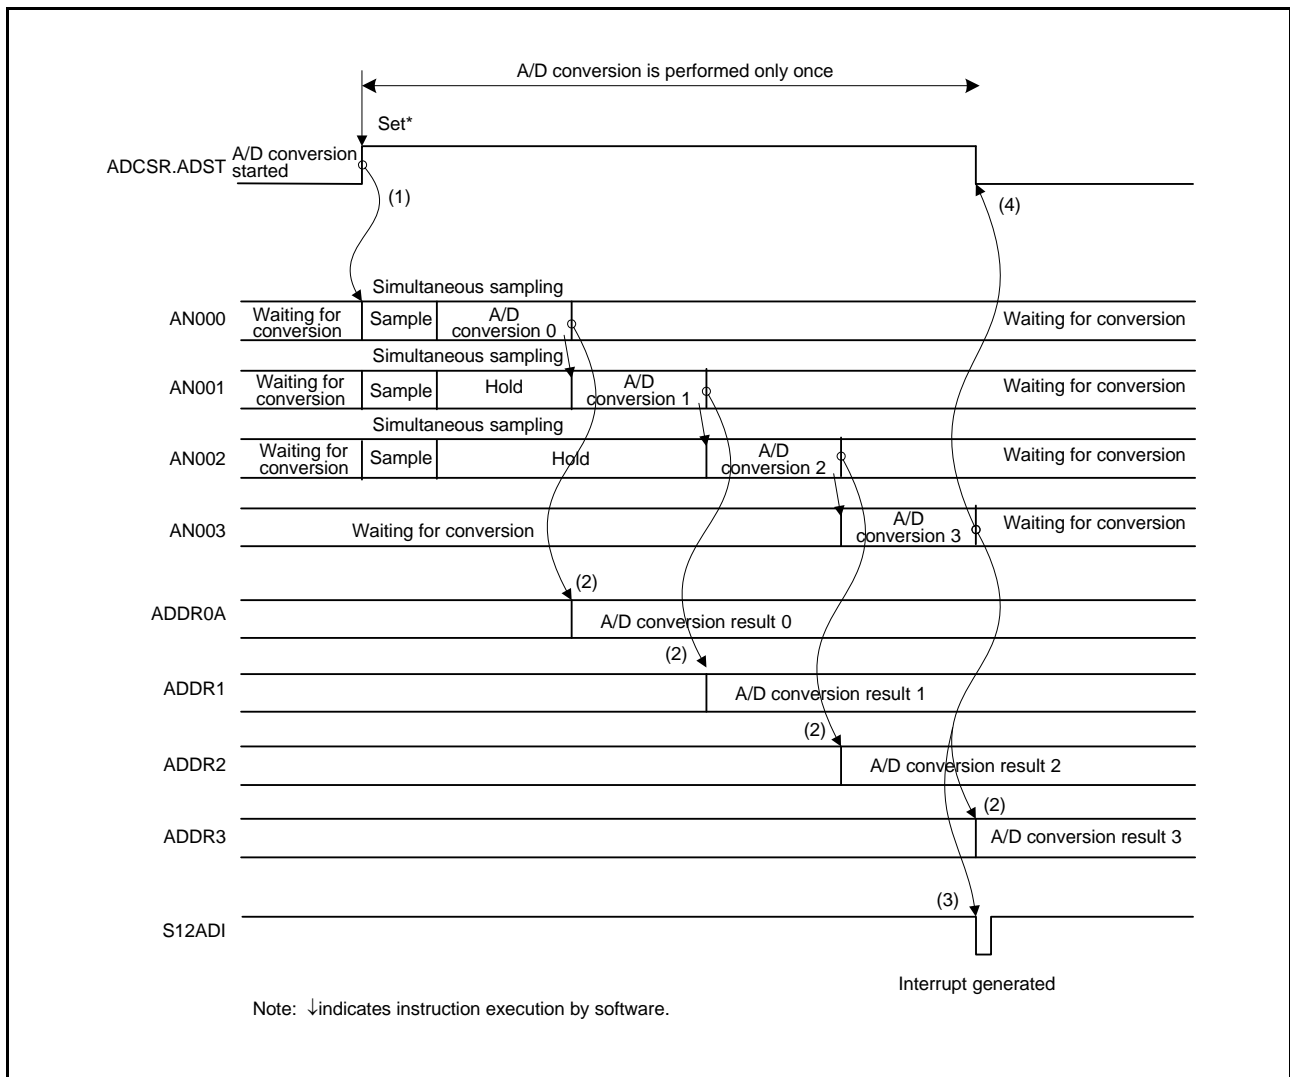 A/D conversion is performed only once
Set*
ADCSR.ADST
A/D conversion
started
(1)
(4)
Simultaneous sampling
AN000
Waiting for
conversion
Sample
A/D
conversion 0
Waiting for conversion
Simultaneous sampling
AN001
Waiting for
conversion
Sample
Hold
A/D
conversion 1
Waiting for conversion
Simultaneous sampling
AN002
Waiting for
conversion
Sample
Hold
A/D
conversion 2
Waiting for conversion
AN003
Waiting for conversion
A/D
conversion 3
Waiting for conversion
(2)
ADDR0A
A/D conversion result 0
(2)
ADDR1
A/D conversion result 1
(2)
ADDR2
A/D conversion result 2
(2)
ADDR3
A/D conversion result 3
(3)
S12ADI
Interrupt generated
Note: ↓indicates instruction execution by software.